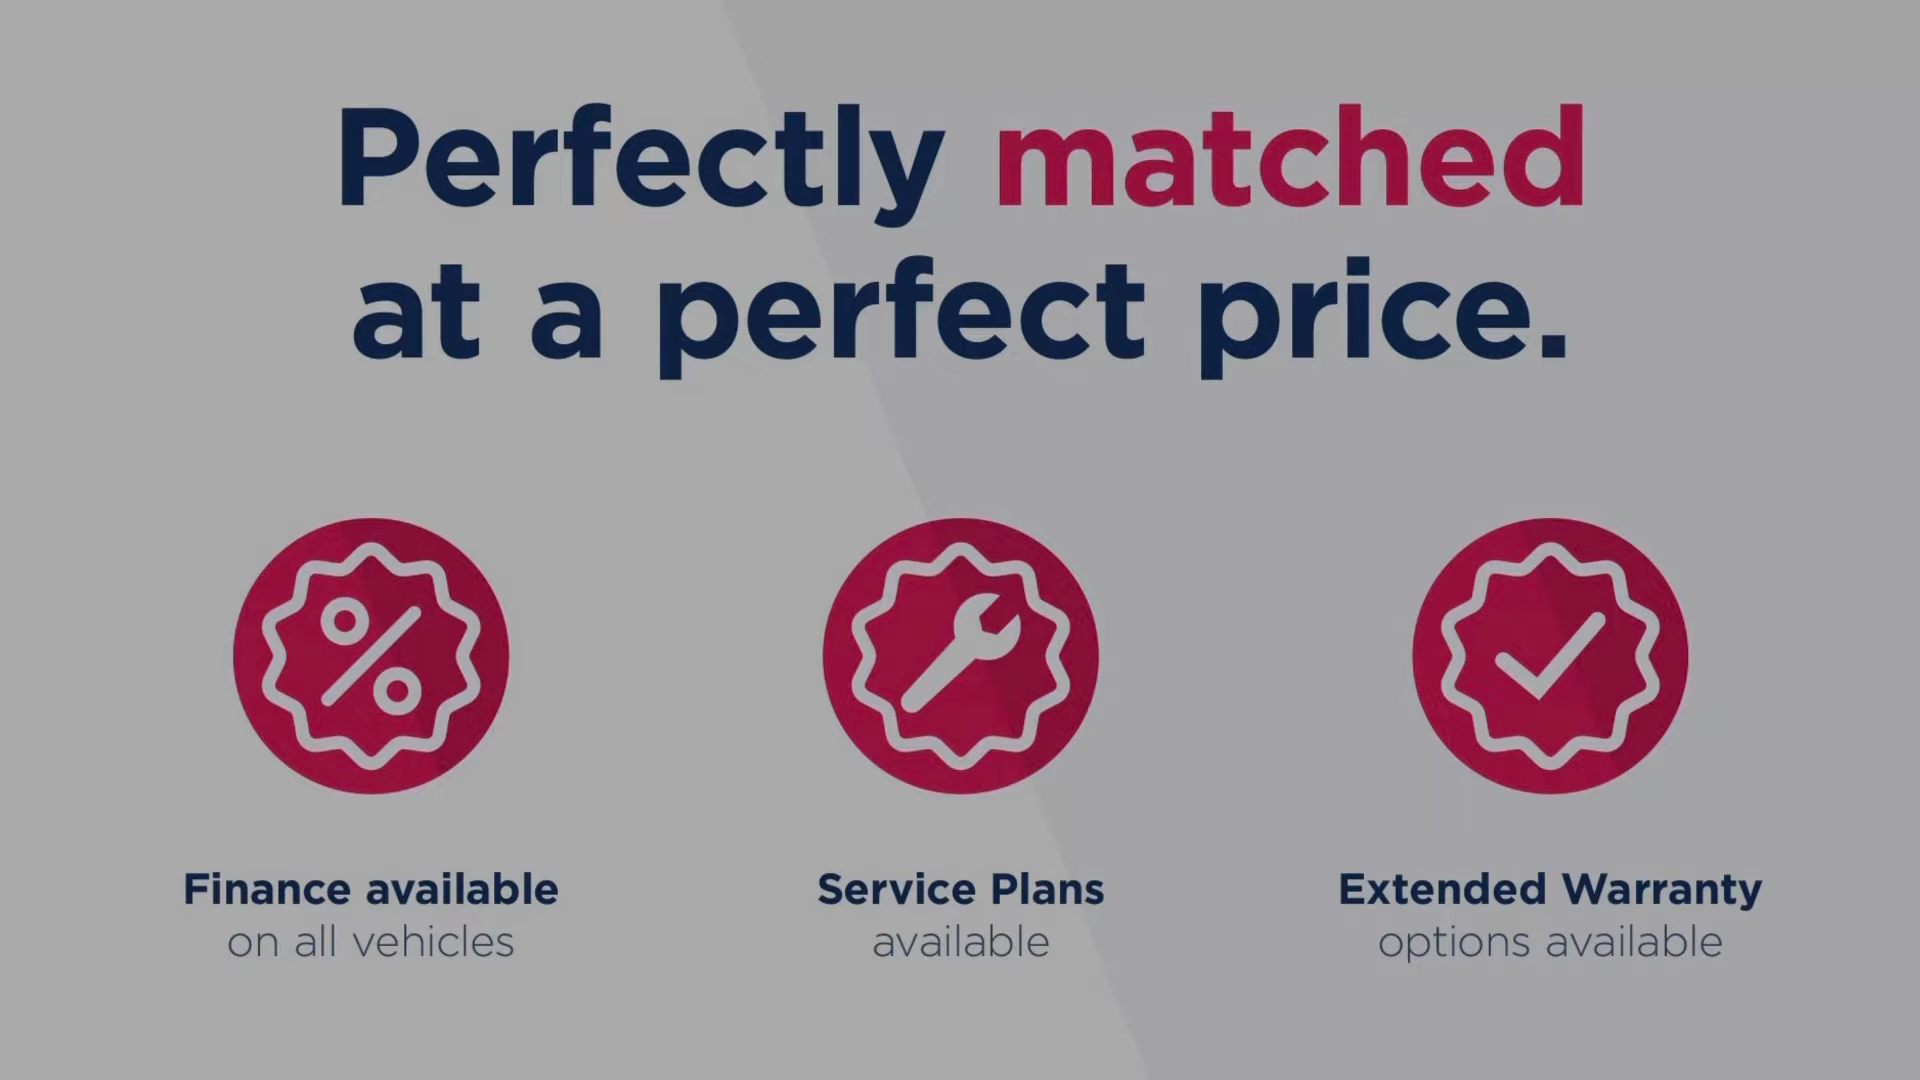 Perfectly matched
at a perfect price.
Finance available
on all vehicles
Service Plans
available
Extended Warranty
options available